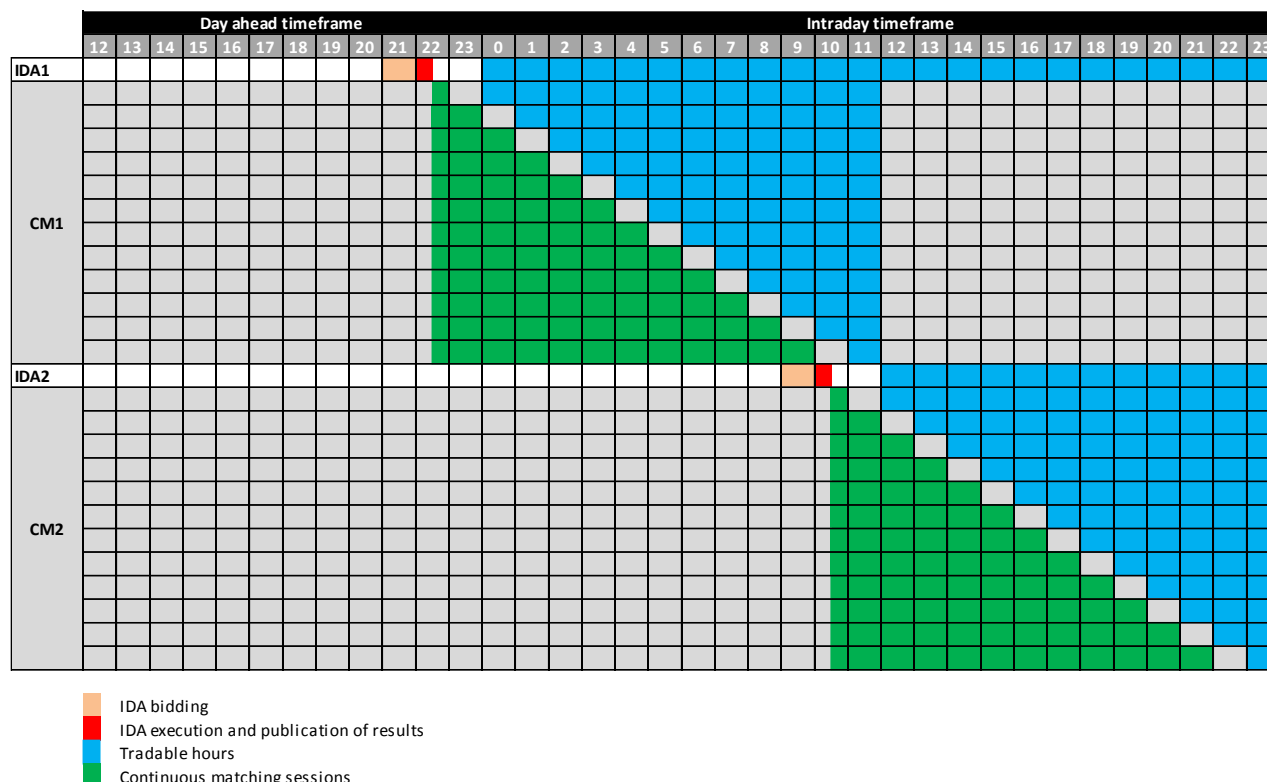 Day ahead timeframe Intraday timeframe
12 13 14 15 16 17 18 19 20 21 22 23 0 1 2 3 4 5 6 7 8 9 10 11 12 13 14 15 16 17 18 19 20 21 22 23
IDA1
CM1
IDA2
CM2
IDA bidding
IDA execution and publication of results
Tradable hours
Continuous matching sessions